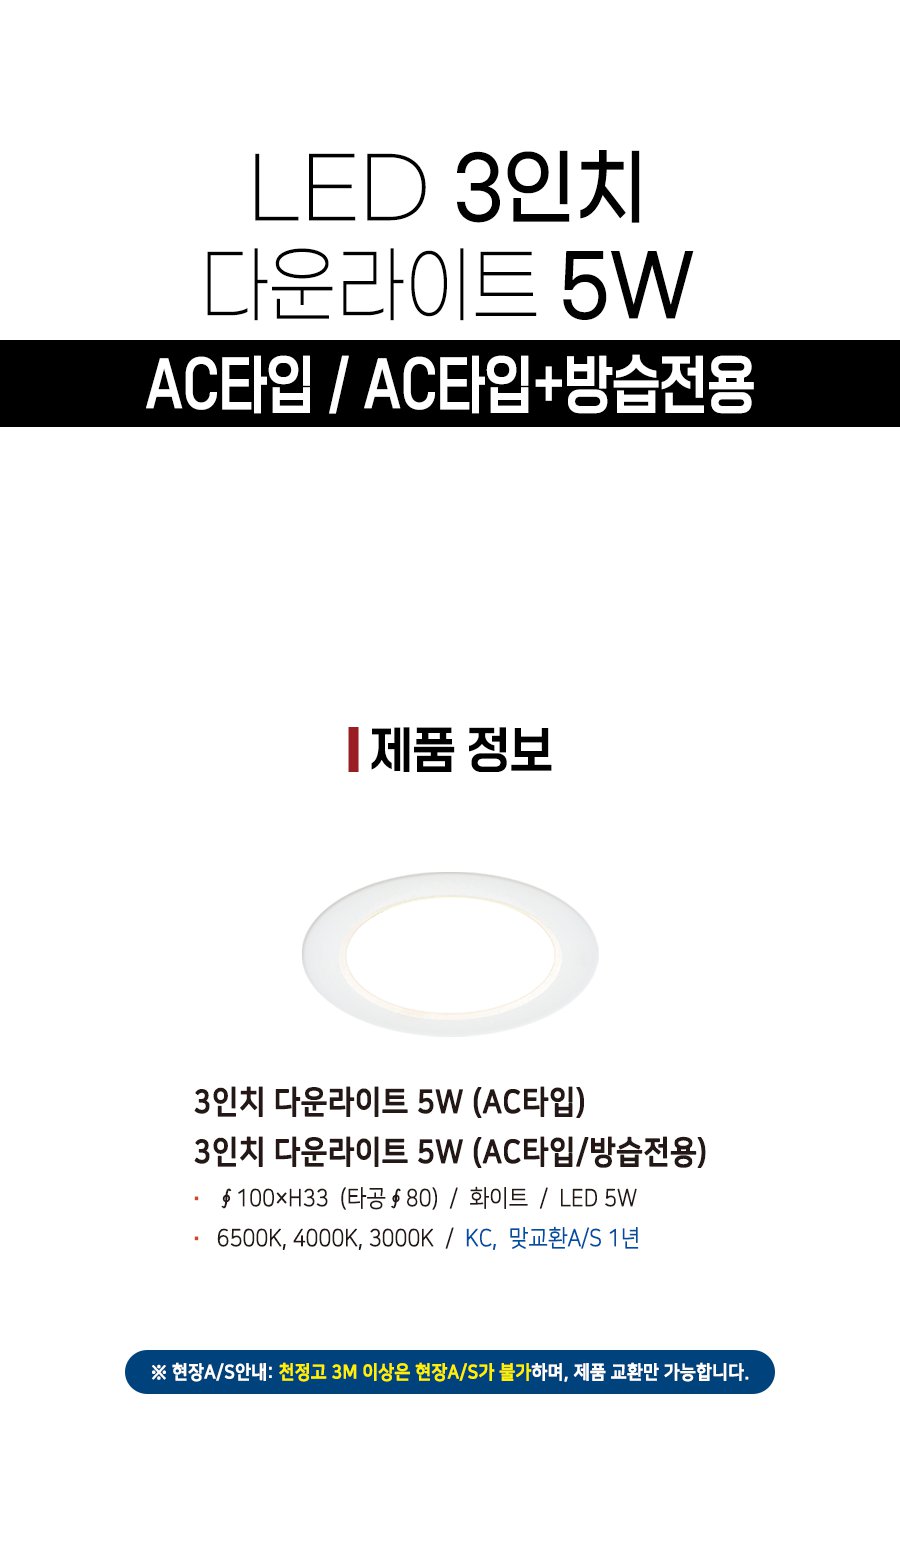 LED 3인치
다운라이트 5W
AC타입 / AC타입+방습전용
제품 정보
3인치 다운라이트 5W (AC타입)
3인치 다운라이트 5W (AC타입/방습전용)
· ∮100×H33 (타공∮80) / 화이트 / LED 5W
· 6500K, 4000K, 3000K / KC, 맞교환A/S 1년
※ 현장A/S안내: 천정고 3M 이상은 현장A/S가 불가하며, 제품 교환만 가능합니다.